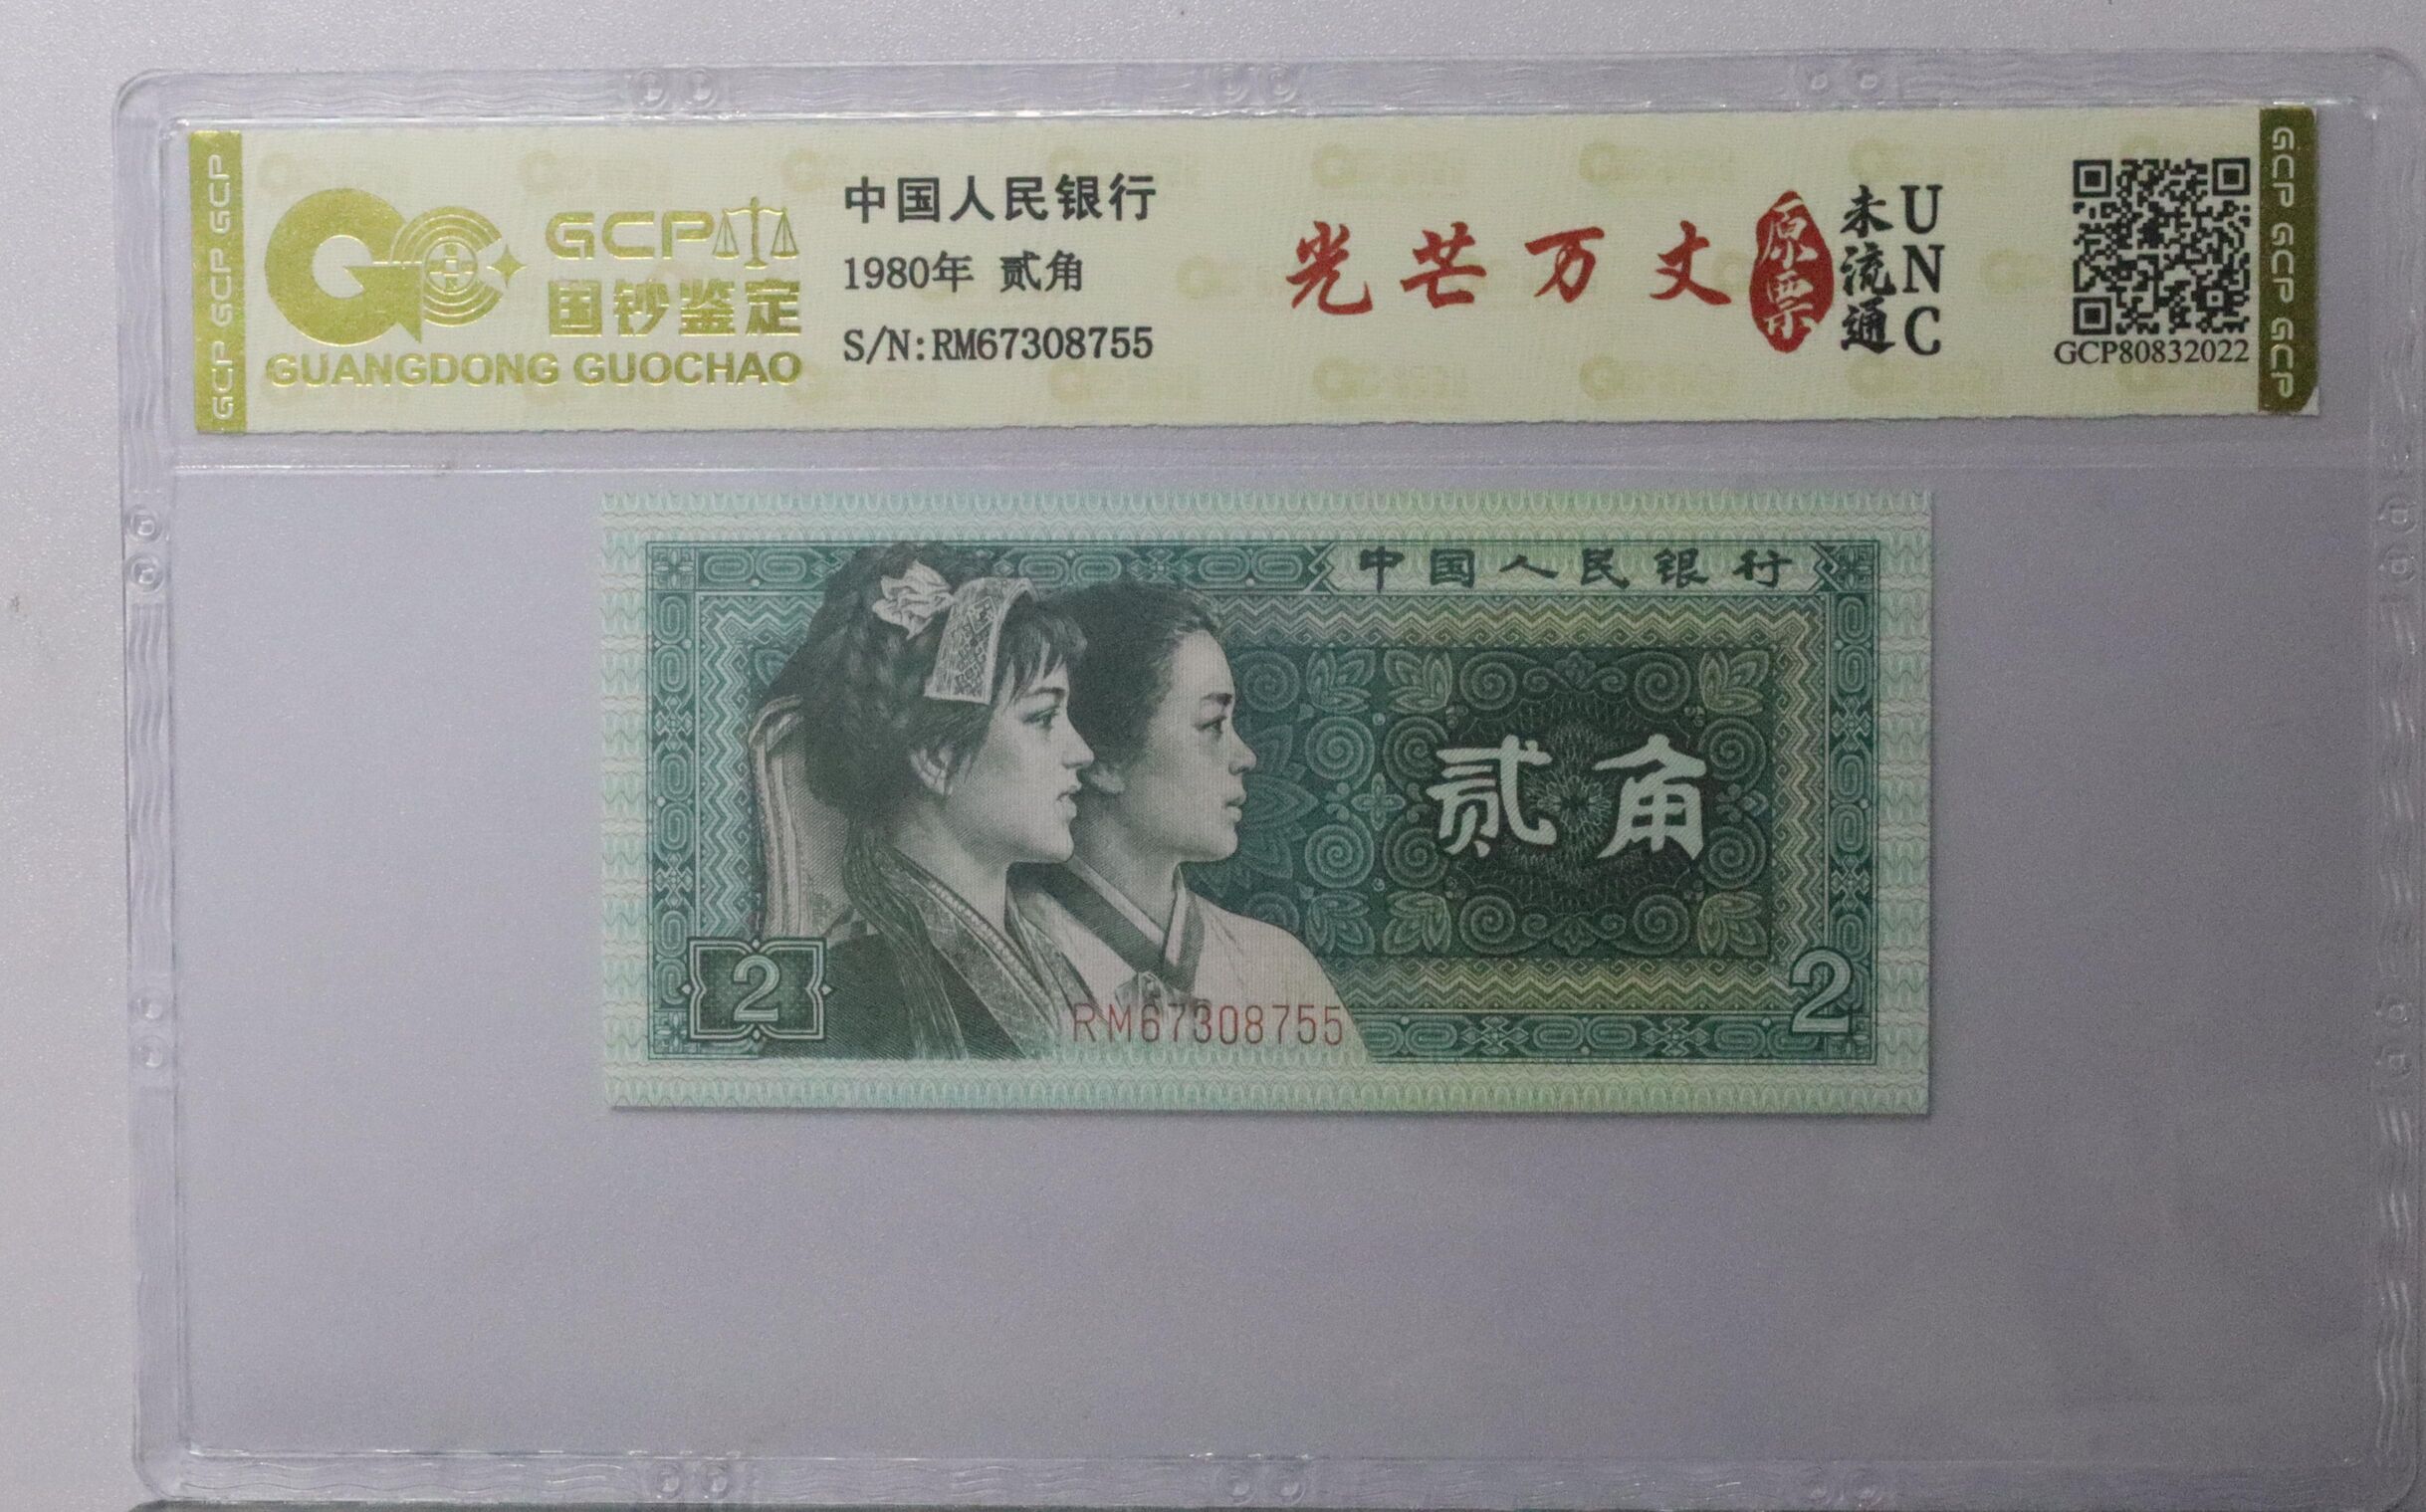 GCP GCP GCP
GCP
国钞鉴定
GUANGDONG GUOCHAO
中国人民银行
1980年 贰角
S/N:RM67308755
光芒万丈
原票
未流通
UNC
GCP80832022
GCP GCP GCP
中国人民银行
贰角
2
RM67308755
2